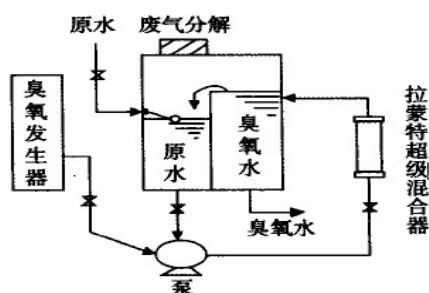 原水
废气分解
臭氧发生器
原水
臭氧水
臭氧水
泵
拉蒙特超级混合器